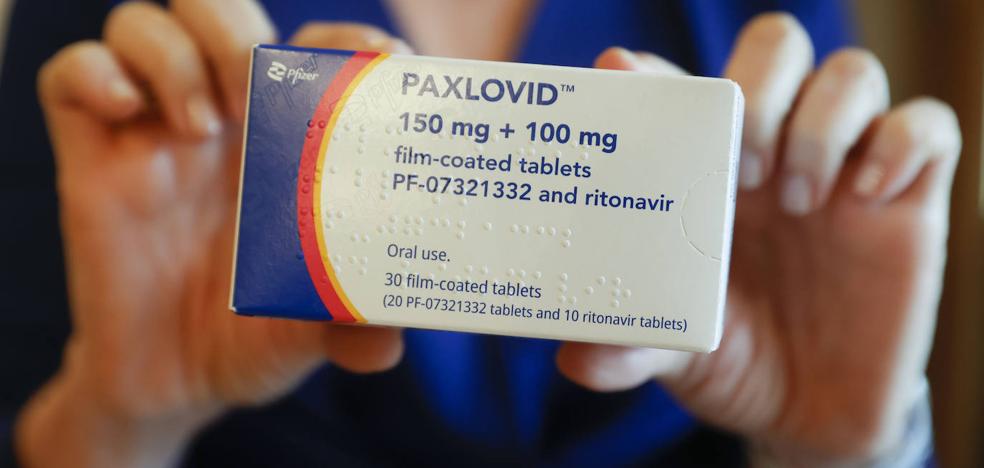 Pfizer
PAXLOVID™
150 mg + 100 mg
film-coated tablets
PF-07321332 and ritonavir
Oral use.
30 film-coated tablets
(20 PF-07321332 tablets and 10 ritonavir tablets)